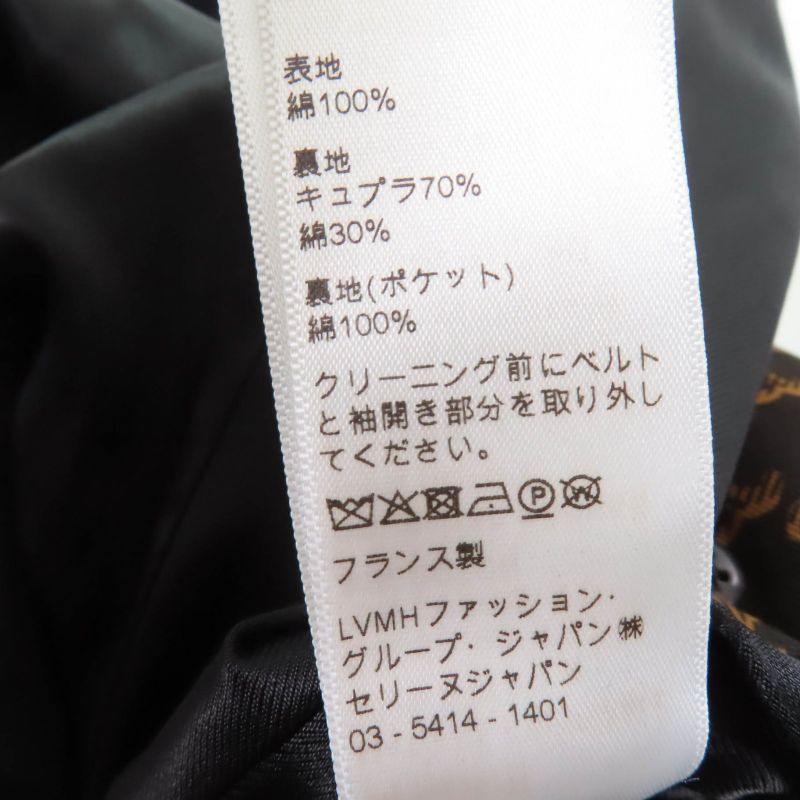 表地
綿100%
裏地
キュプラ70%
綿30%
裏地(ポケット)
綿100%
クリーニング前にベルト
と袖開き部分を取り外し
てください。
P W
フランス製
LVMHファッション・
グループ・ジャパン㈱
セリーヌジャパン
03 - 5414 - 1401